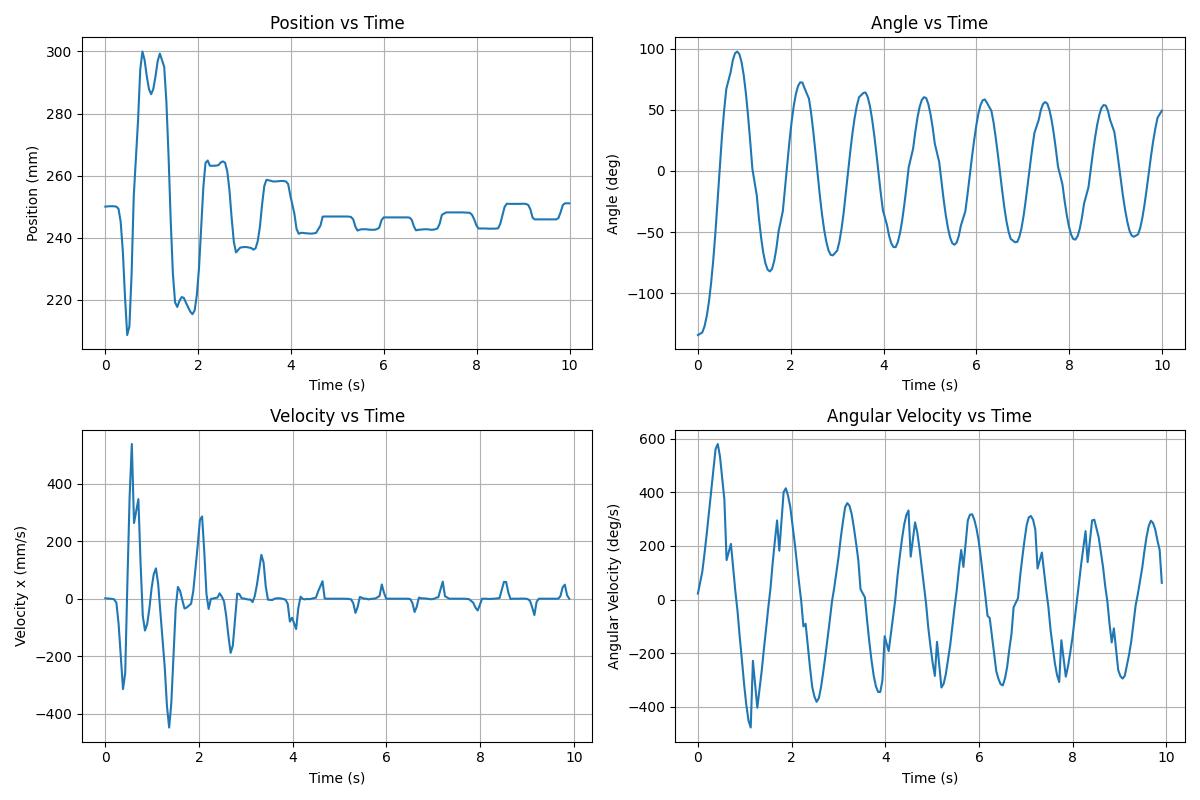 Position vs Time
Position (mm)
300
280
260
240
220
0 2 4 6 8 10
Time (s)
Angle vs Time
Angle (deg)
100
50
0
−50
−100
0 2 4 6 8 10
Time (s)
Velocity vs Time
Velocity x (mm/s)
400
200
0
−200
−400
0 2 4 6 8 10
Time (s)
Angular Velocity vs Time
Angular Velocity (deg/s)
600
400
200
0
−200
−400
0 2 4 6 8 10
Time (s)